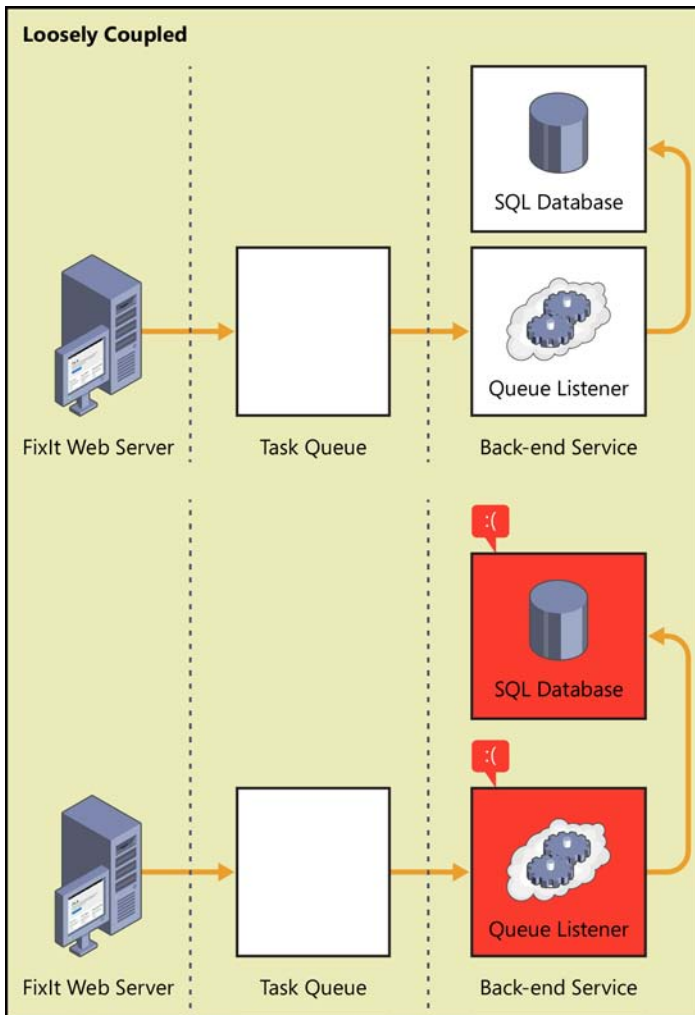 Loosely Coupled
SQL Database
Queue Listener
FixIt Web Server
Task Queue
Back-end Service
:(
SQL Database
:(
Queue Listener
FixIt Web Server
Task Queue
Back-end Service